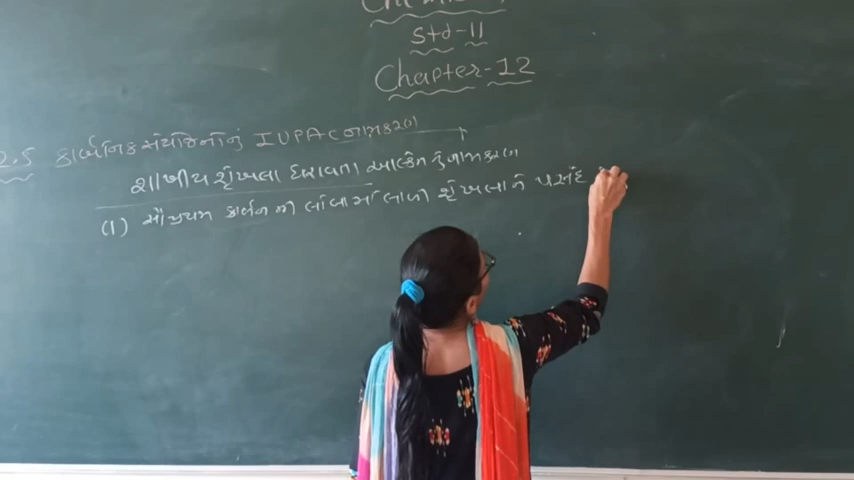 Std-11
Chapter-12
2.5 કાર્બનિક સંયોજનોનું IUPAC નામકરણ
શાખીય શૃંખલા ધરાવતા આલ્કેનનું નામકરણ
(1) સૌપ્રથમ કાર્બનની લાંબામાં લાંબી શૃંખલાને પસંદ